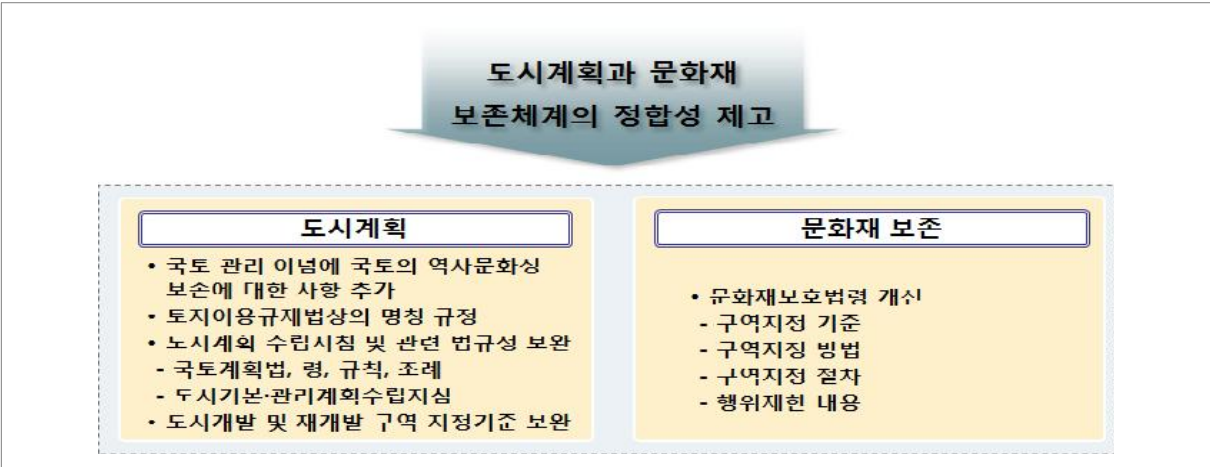 도시계획과 문화재
보존체계의 정합성 제고
도시계획
• 국토 관리 이념에 국토의 역사문화성
보존에 대한 사항 추가
• 토지이용규제법상의 명칭 규정
• 도시계획 수립지침 및 관련 법규성 보완
- 국토계획법, 령, 규칙, 조례
- 도시기본·관리계획수립지침
• 도시개발 및 재개발 구역 지정기준 보완
문화재 보존
• 문화재보호법령 개선
- 구역지정 기준
- 구역지정 방법
- 구역지정 절차
- 행위제한 내용